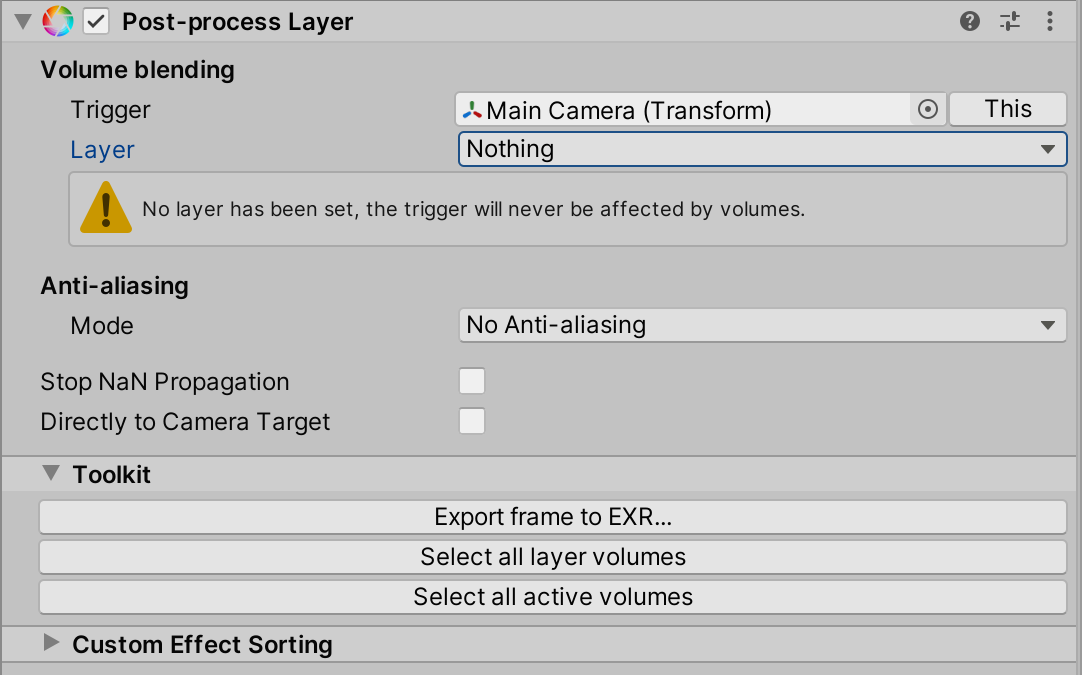 Post-process Layer
Volume blending
Trigger Main Camera (Transform) This
Layer Nothing
No layer has been set, the trigger will never be affected by volumes.
Anti-aliasing
Mode No Anti-aliasing
Stop NaN Propagation
Directly to Camera Target
Toolkit
Export frame to EXR...
Select all layer volumes
Select all active volumes
Custom Effect Sorting